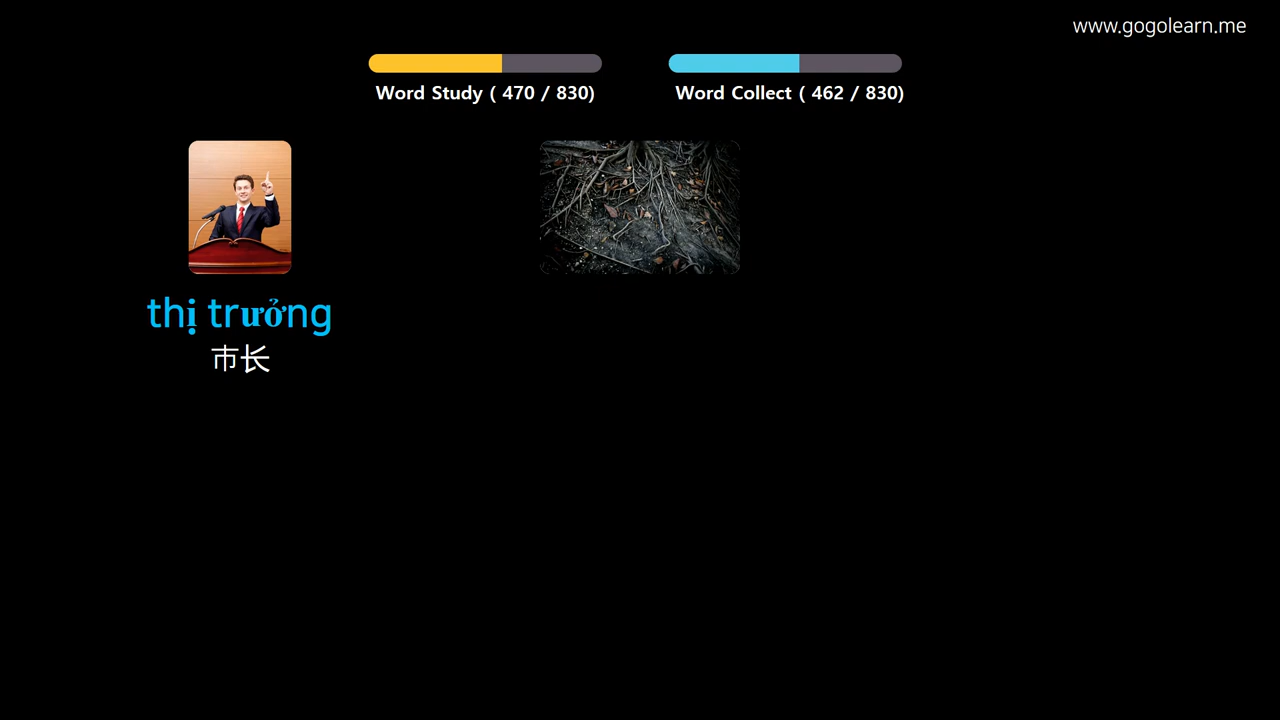 www.gogolearn.me
Word Study ( 470 / 830)
Word Collect ( 462 / 830)
thị trưởng
市长